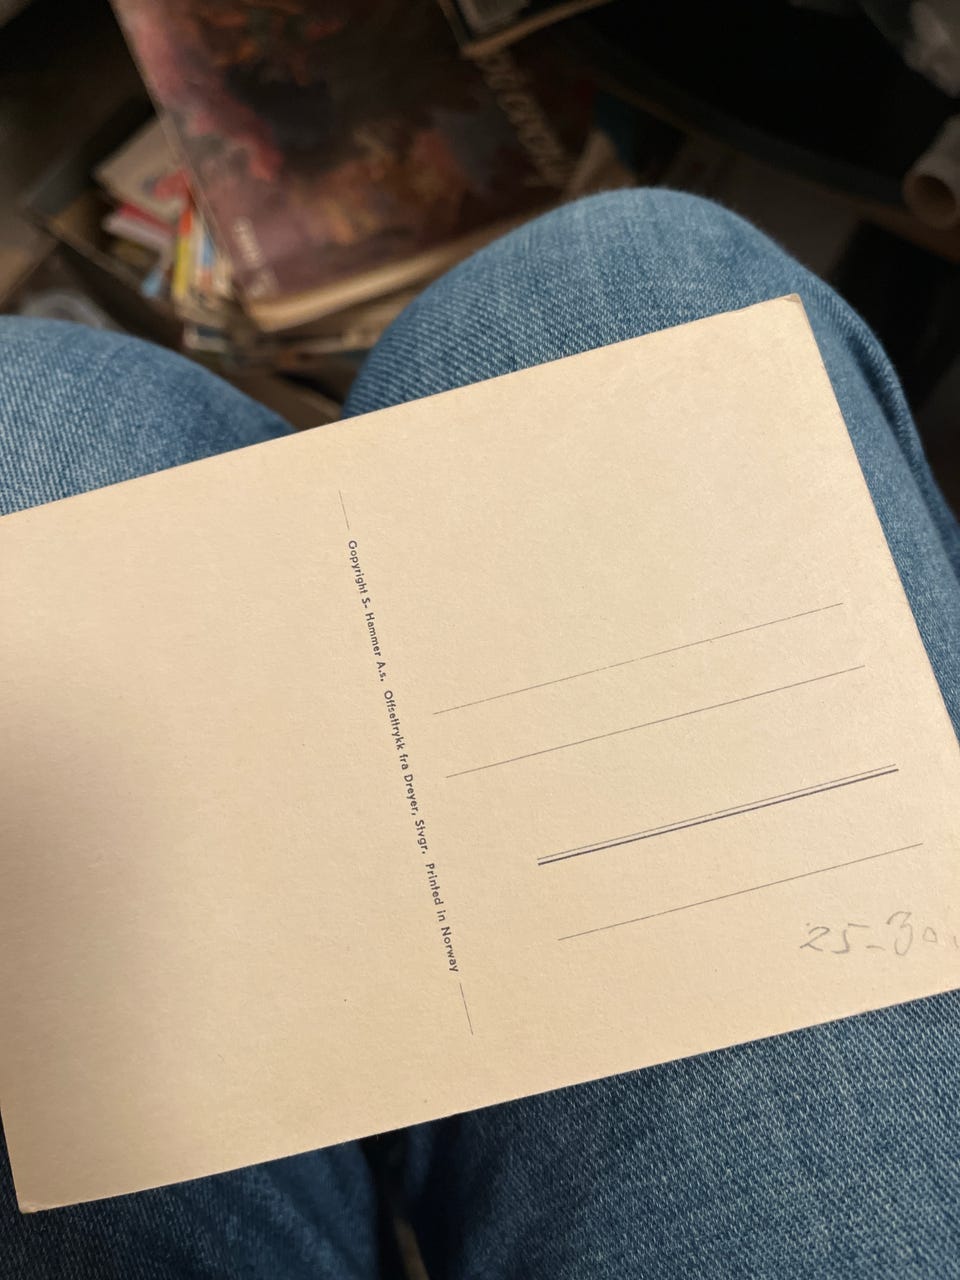 Copyright S- Hammer A.s. Offsettrykk fra Dreyer, Stvgr. Printed in Norway
25-30